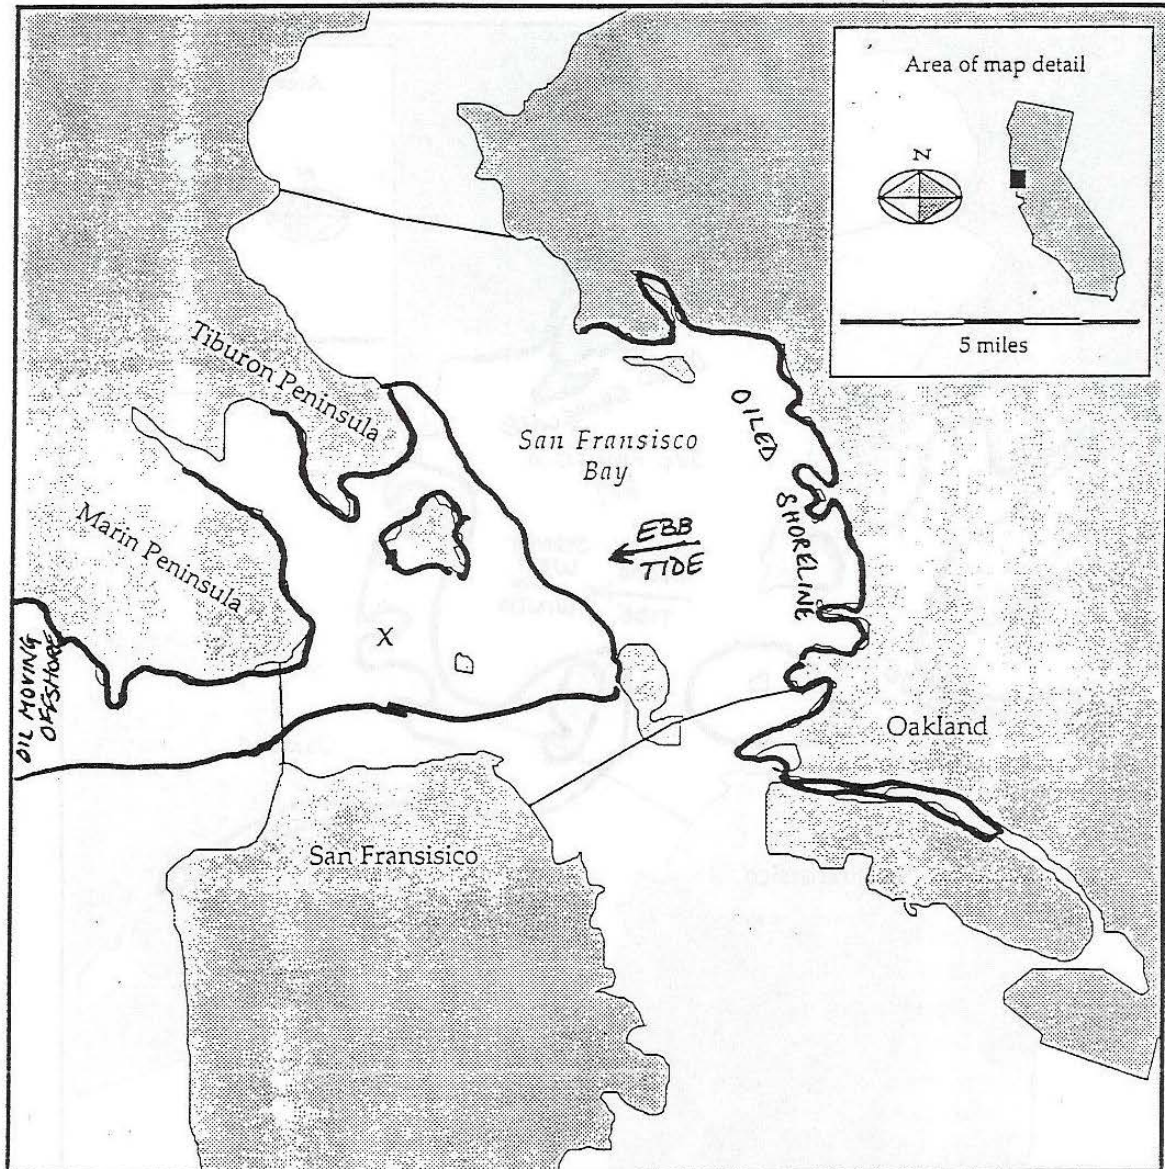 Area of map detail
N
5 miles
Tiburon Peninsula
San Fransisco
Bay
OILED
SHORELINE
EBB
TIDE
Marin Peninsula
X
OIL MOVING
OFFSHORE
Oakland
San Fransisico